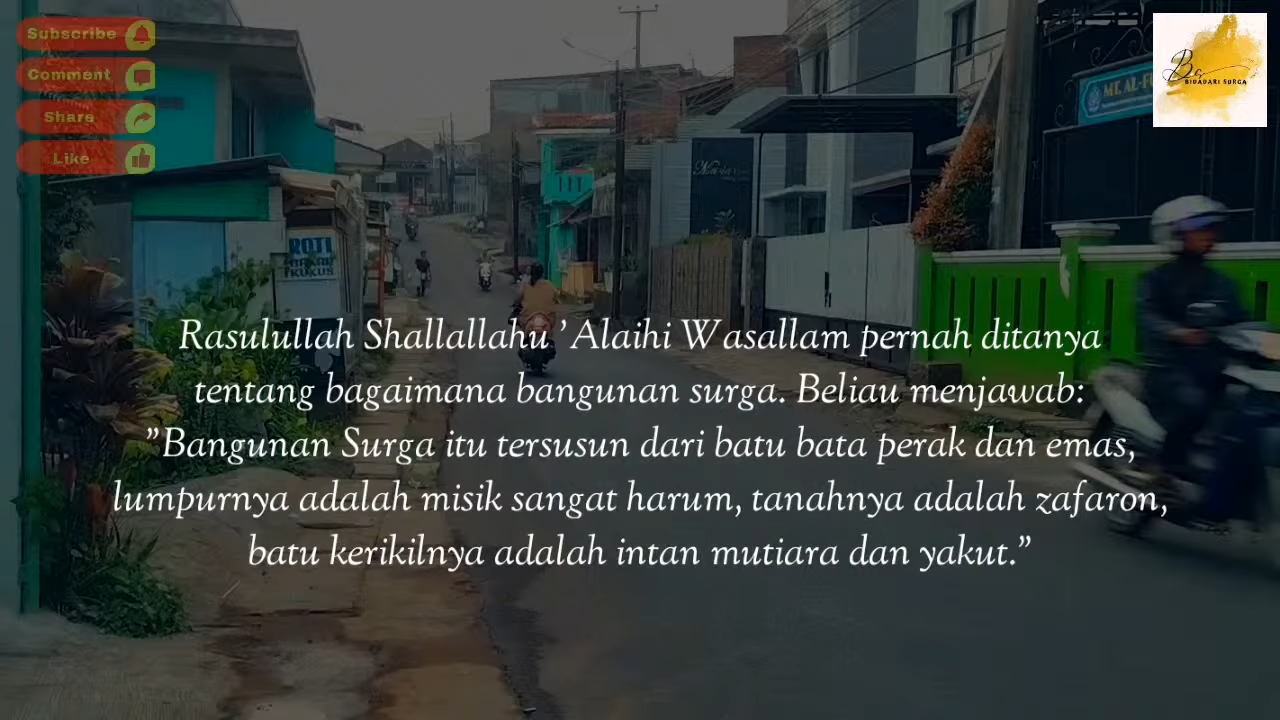 Subscribe
Comment
Share
Like
Bs
BIDADARI SURGA
MT. AL-F
ROTI
KUKUS
Rasulullah Shallallahu 'Alaihi Wasallam pernah ditanya
tentang bagaimana bangunan surga. Beliau menjawab:
"Bangunan Surga itu tersusun dari batu bata perak dan emas,
lumpurnya adalah misik sangat harum, tanahnya adalah zafaron,
batu kerikilnya adalah intan mutiara dan yakut."